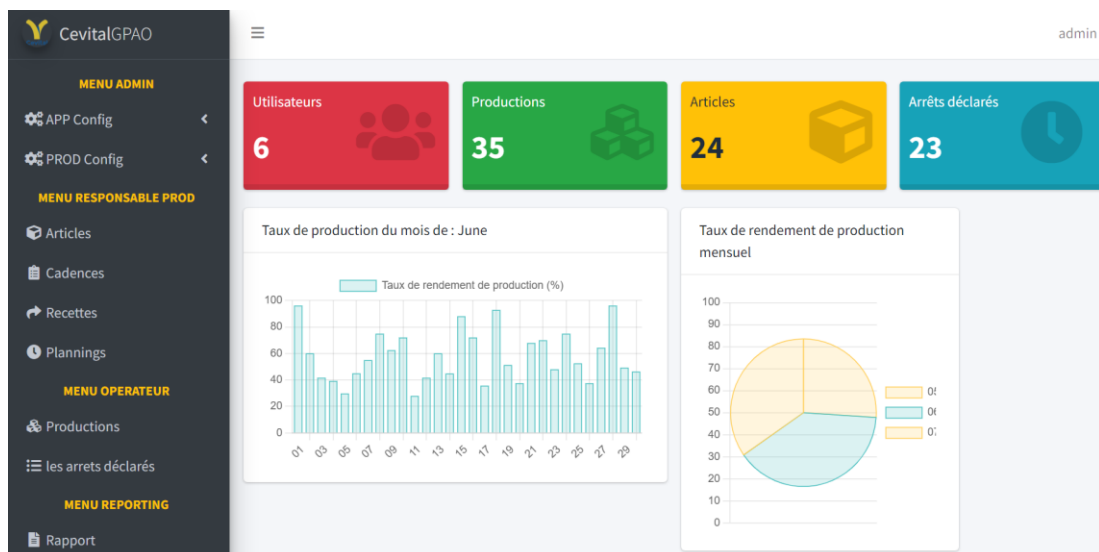 CevitalGPAO
admin
MENU ADMIN
APP Config
PROD Config
MENU RESPONSABLE PROD
Articles
Cadences
Recettes
Plannings
MENU OPERATEUR
Productions
les arrets déclarés
MENU REPORTING
Rapport
Utilisateurs
6
Productions
35
Articles
24
Arrêts déclarés
23
Taux de production du mois de : June
Taux de rendement de production (%)
100
80
60
40
20
0
01 03 05 07 09 11 13 15 17 19 21 23 25 27 29
Taux de rendement de production
mensuel
100
90
80
70
60
50
40
30
20
10
0
05
06
07